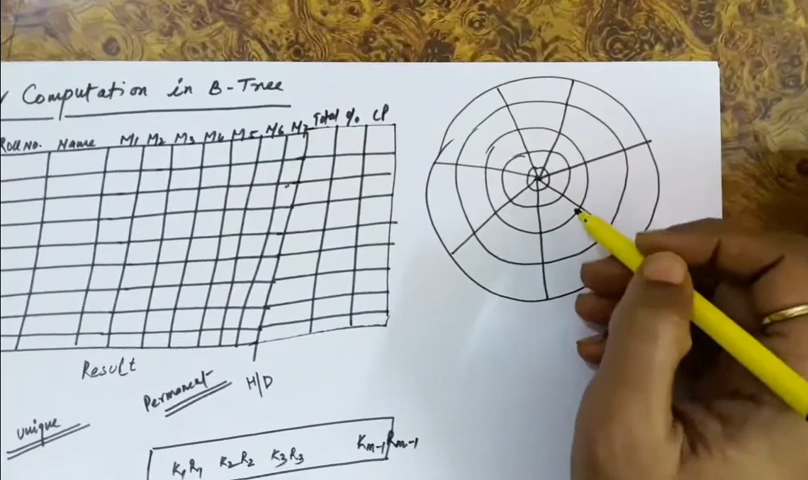 Computation in B-Tree
Roll No. Name M1 M2 M3 M4 M5 M6 M7 Total % CP
Result
Permanent H/D
Unique
K1R1 K2R2 K3R3 Km-1Rm-1